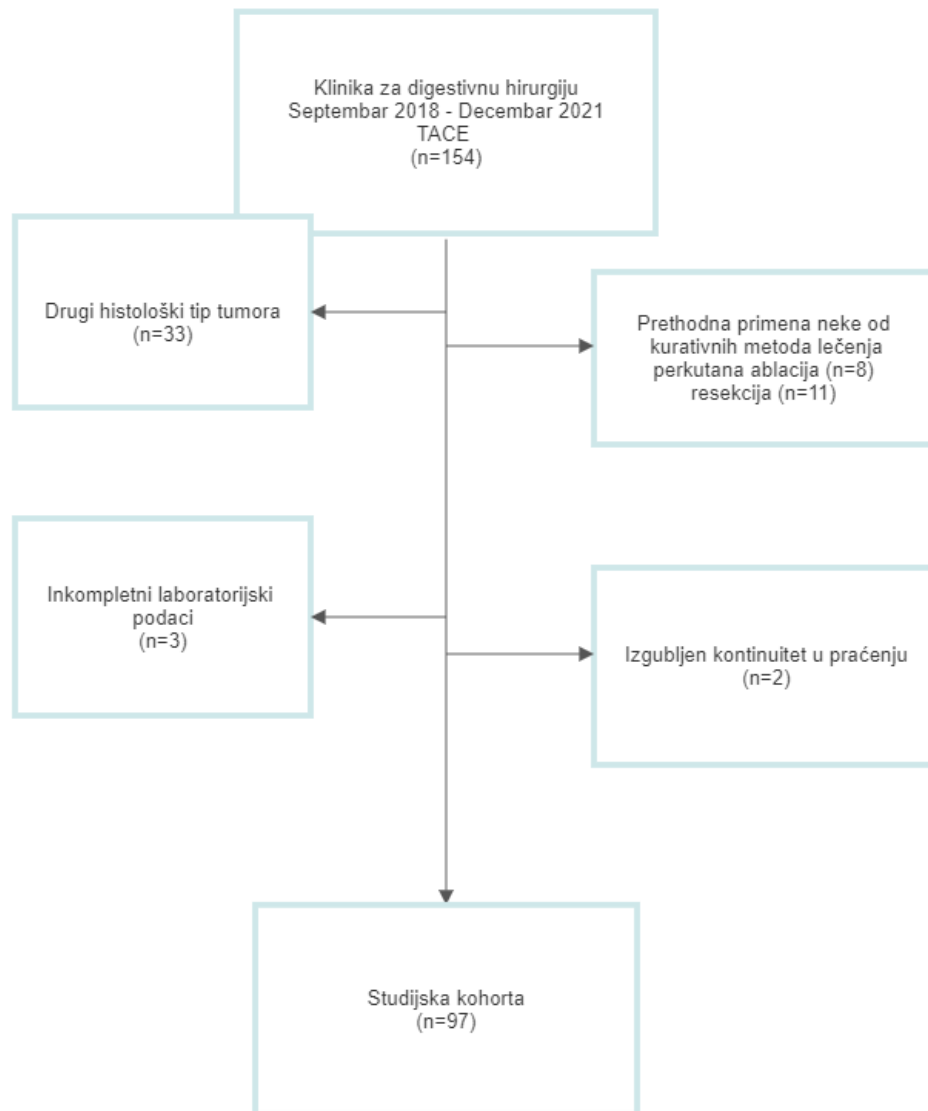 Klinika za digestivnu hirurgiju
Septembar 2018 - Decembar 2021
TACE
(n=154)
Drugi histološki tip tumora
(n=33)
Prethodna primena neke od
kurativnih metoda lečenja
perkutana ablacija (n=8)
resekcija (n=11)
Inkompletni laboratorijski
podaci
(n=3)
Izgubljen kontinuitet u praćenju
(n=2)
Studijska kohorta
(n=97)